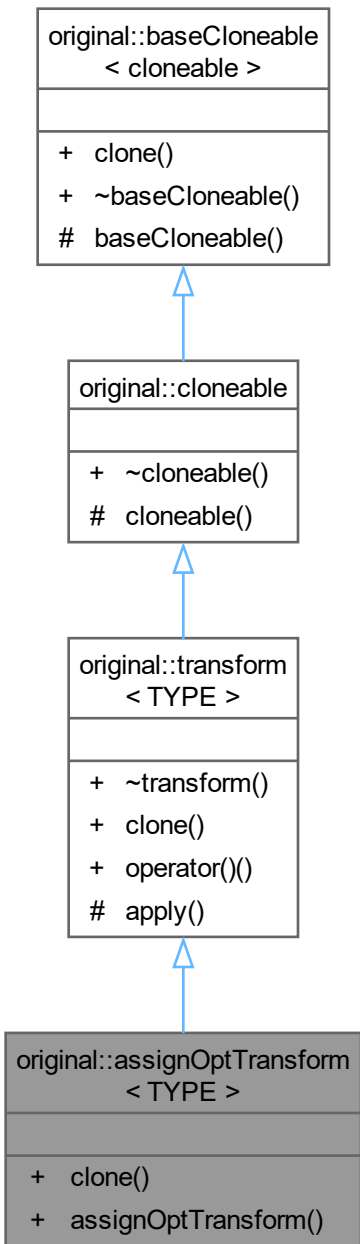 original::baseCloneable
< cloneable >
+ clone()
+ ~baseCloneable()
# baseCloneable()
original::cloneable
+ ~cloneable()
# cloneable()
original::transform
< TYPE >
+ ~transform()
+ clone()
+ operator()()
# apply()
original::assignOptTransform
< TYPE >
+ clone()
+ assignOptTransform()